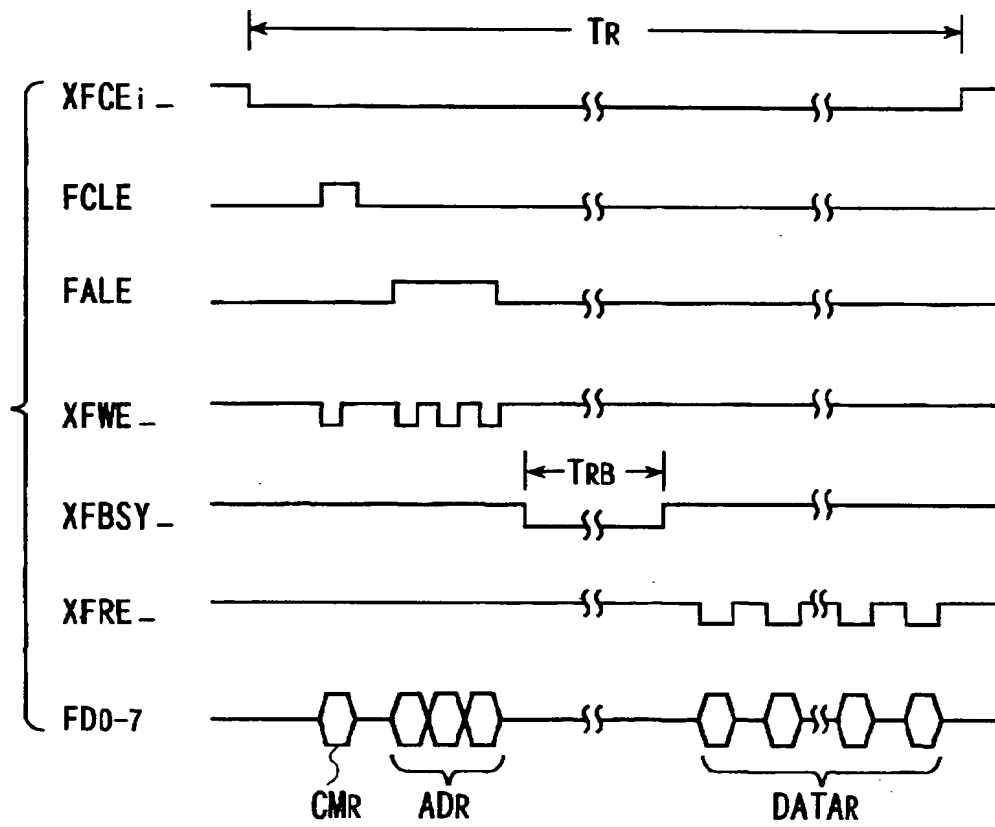 TR
XFCEi_
FCLE
FALE
XFWE_
TRB
XFBSY_
XFRE_
FD0-7
CMR
ADR
DATAR